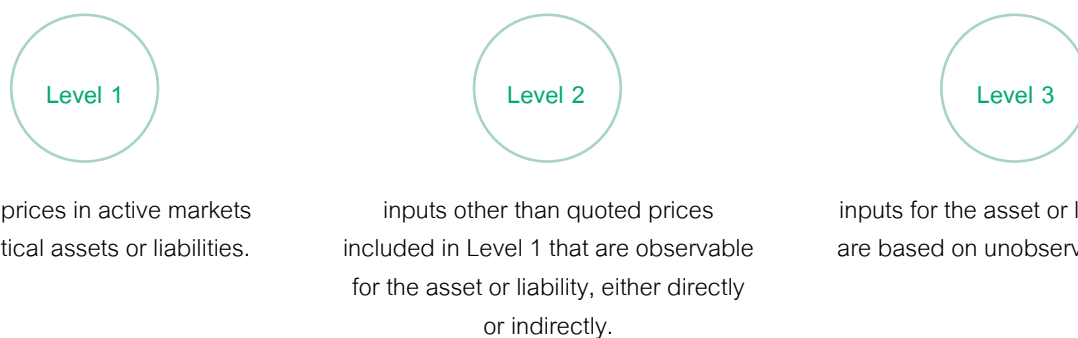 Level 1
Level 2
Level 3
prices in active markets
assets or liabilities.
inputs other than quoted prices
included in Level 1 that are observable
for the asset or liability, either directly
or indirectly.
inputs for the asset or
are based on